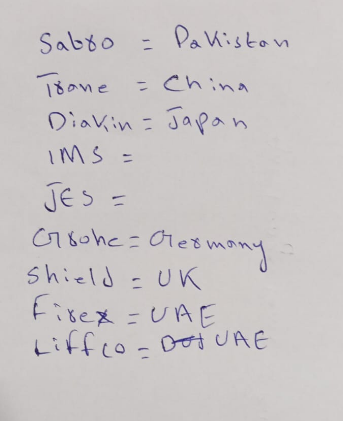 Sabro = Pakistan
Trane = China
Diakin = Japan
IMS =
JES =
Grohe = Germany
Shield = UK
Firex = UAE
Liffco = UAE